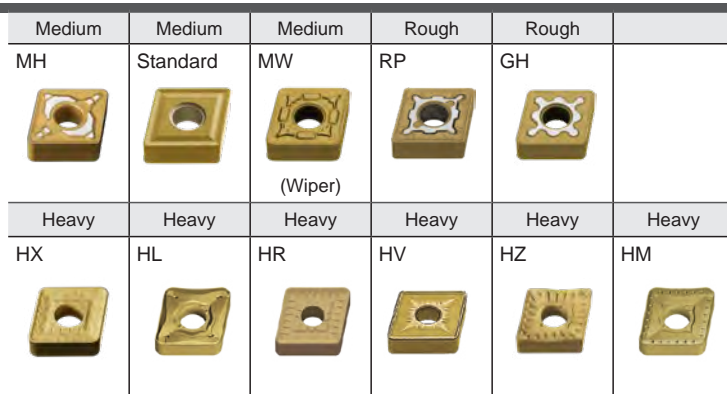 Medium Medium Medium Rough Rough
MH Standard MW RP GH
(Wiper)
Heavy Heavy Heavy Heavy Heavy Heavy
HX HL HR HV HZ HM